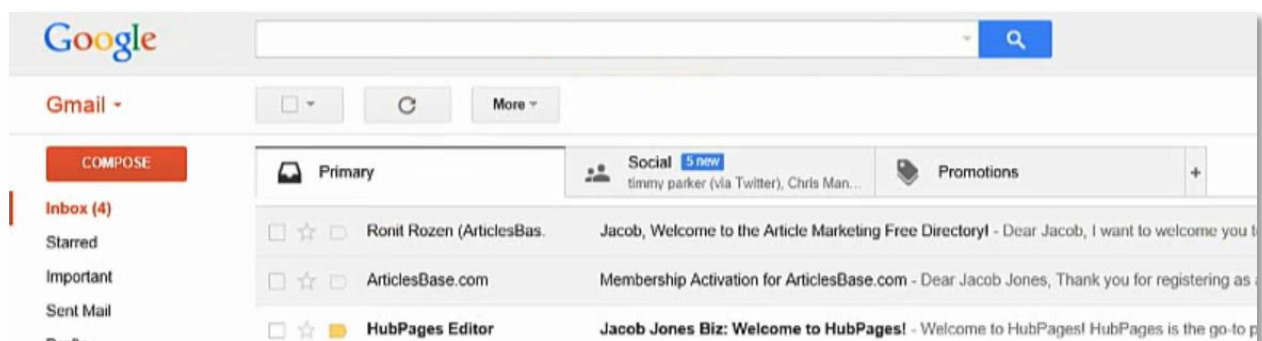 Google
Gmail
More
COMPOSE
Primary
Social 5 new
timmy parker (via Twitter), Chris Man...
Promotions
+
Inbox (4)
Starred
Important
Sent Mail
Ronit Rozen (ArticlesBas.
Jacob, Welcome to the Article Marketing Free Directory! - Dear Jacob, I want to welcome you
ArticlesBase.com
Membership Activation for ArticlesBase.com - Dear Jacob Jones, Thank you for registering as
HubPages Editor
Jacob Jones Biz: Welcome to HubPages! - Welcome to HubPages! HubPages is the go-to